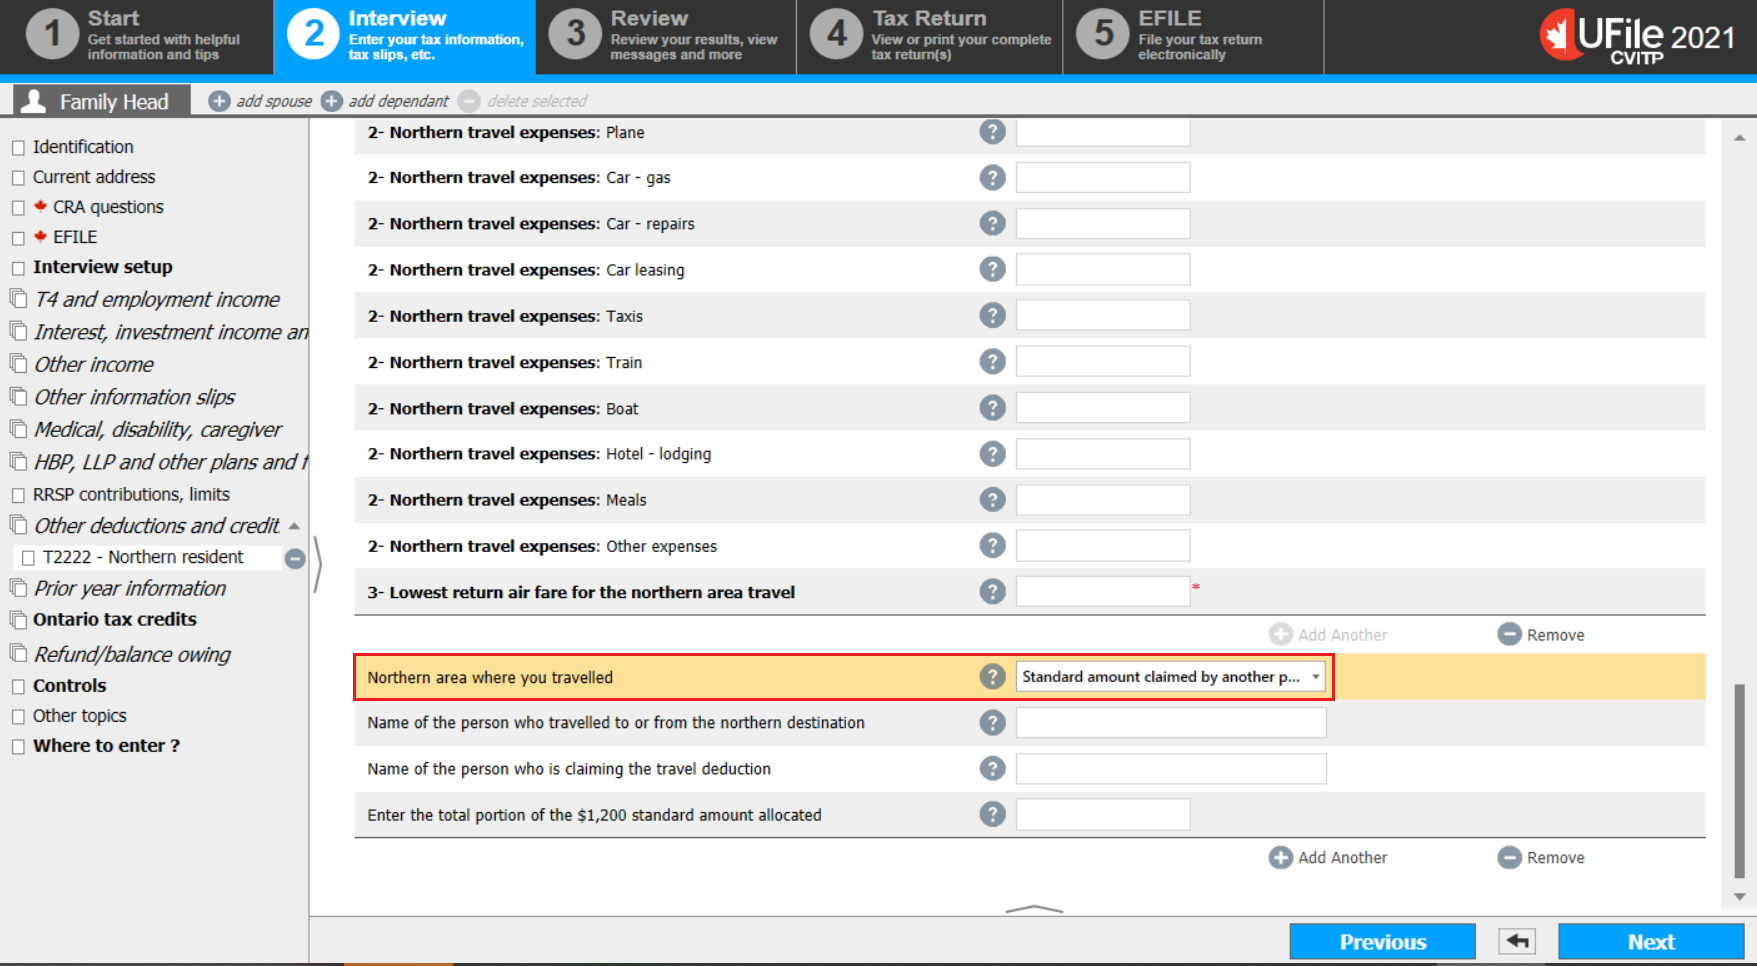 1 Start
Get started with helpful
information and tips
2 Interview
Enter your tax information,
tax slips, etc.
3 Review
Review your results, view
messages and more
4 Tax Return
View or print your complete
tax return(s)
5 EFILE
File your tax return
electronically
UFile 2021
CVITP
Family Head
add spouse
add dependant
delete selected
Identification
Current address
CRA questions
EFILE
Interview setup
T4 and employment income
Interest, investment income an
Other income
Other information slips
Medical, disability, caregiver
HBP, LLP and other plans and f
RRSP contributions, limits
Other deductions and credit
T2222 - Northern resident
Prior year information
Ontario tax credits
Refund/balance owing
Controls
Other topics
Where to enter ?
2- Northern travel expenses: Plane ?
2- Northern travel expenses: Car - gas ?
2- Northern travel expenses: Car - repairs ?
2- Northern travel expenses: Car leasing ?
2- Northern travel expenses: Taxis ?
2- Northern travel expenses: Train ?
2- Northern travel expenses: Boat ?
2- Northern travel expenses: Hotel - lodging ?
2- Northern travel expenses: Meals ?
2- Northern travel expenses: Other expenses ?
3- Lowest return air fare for the northern area travel ? *
Add Another Remove
Northern area where you travelled ? Standard amount claimed by another p...
Name of the person who travelled to or from the northern destination ?
Name of the person who is claiming the travel deduction ?
Enter the total portion of the $1,200 standard amount allocated ?
Add Another Remove
Previous Next